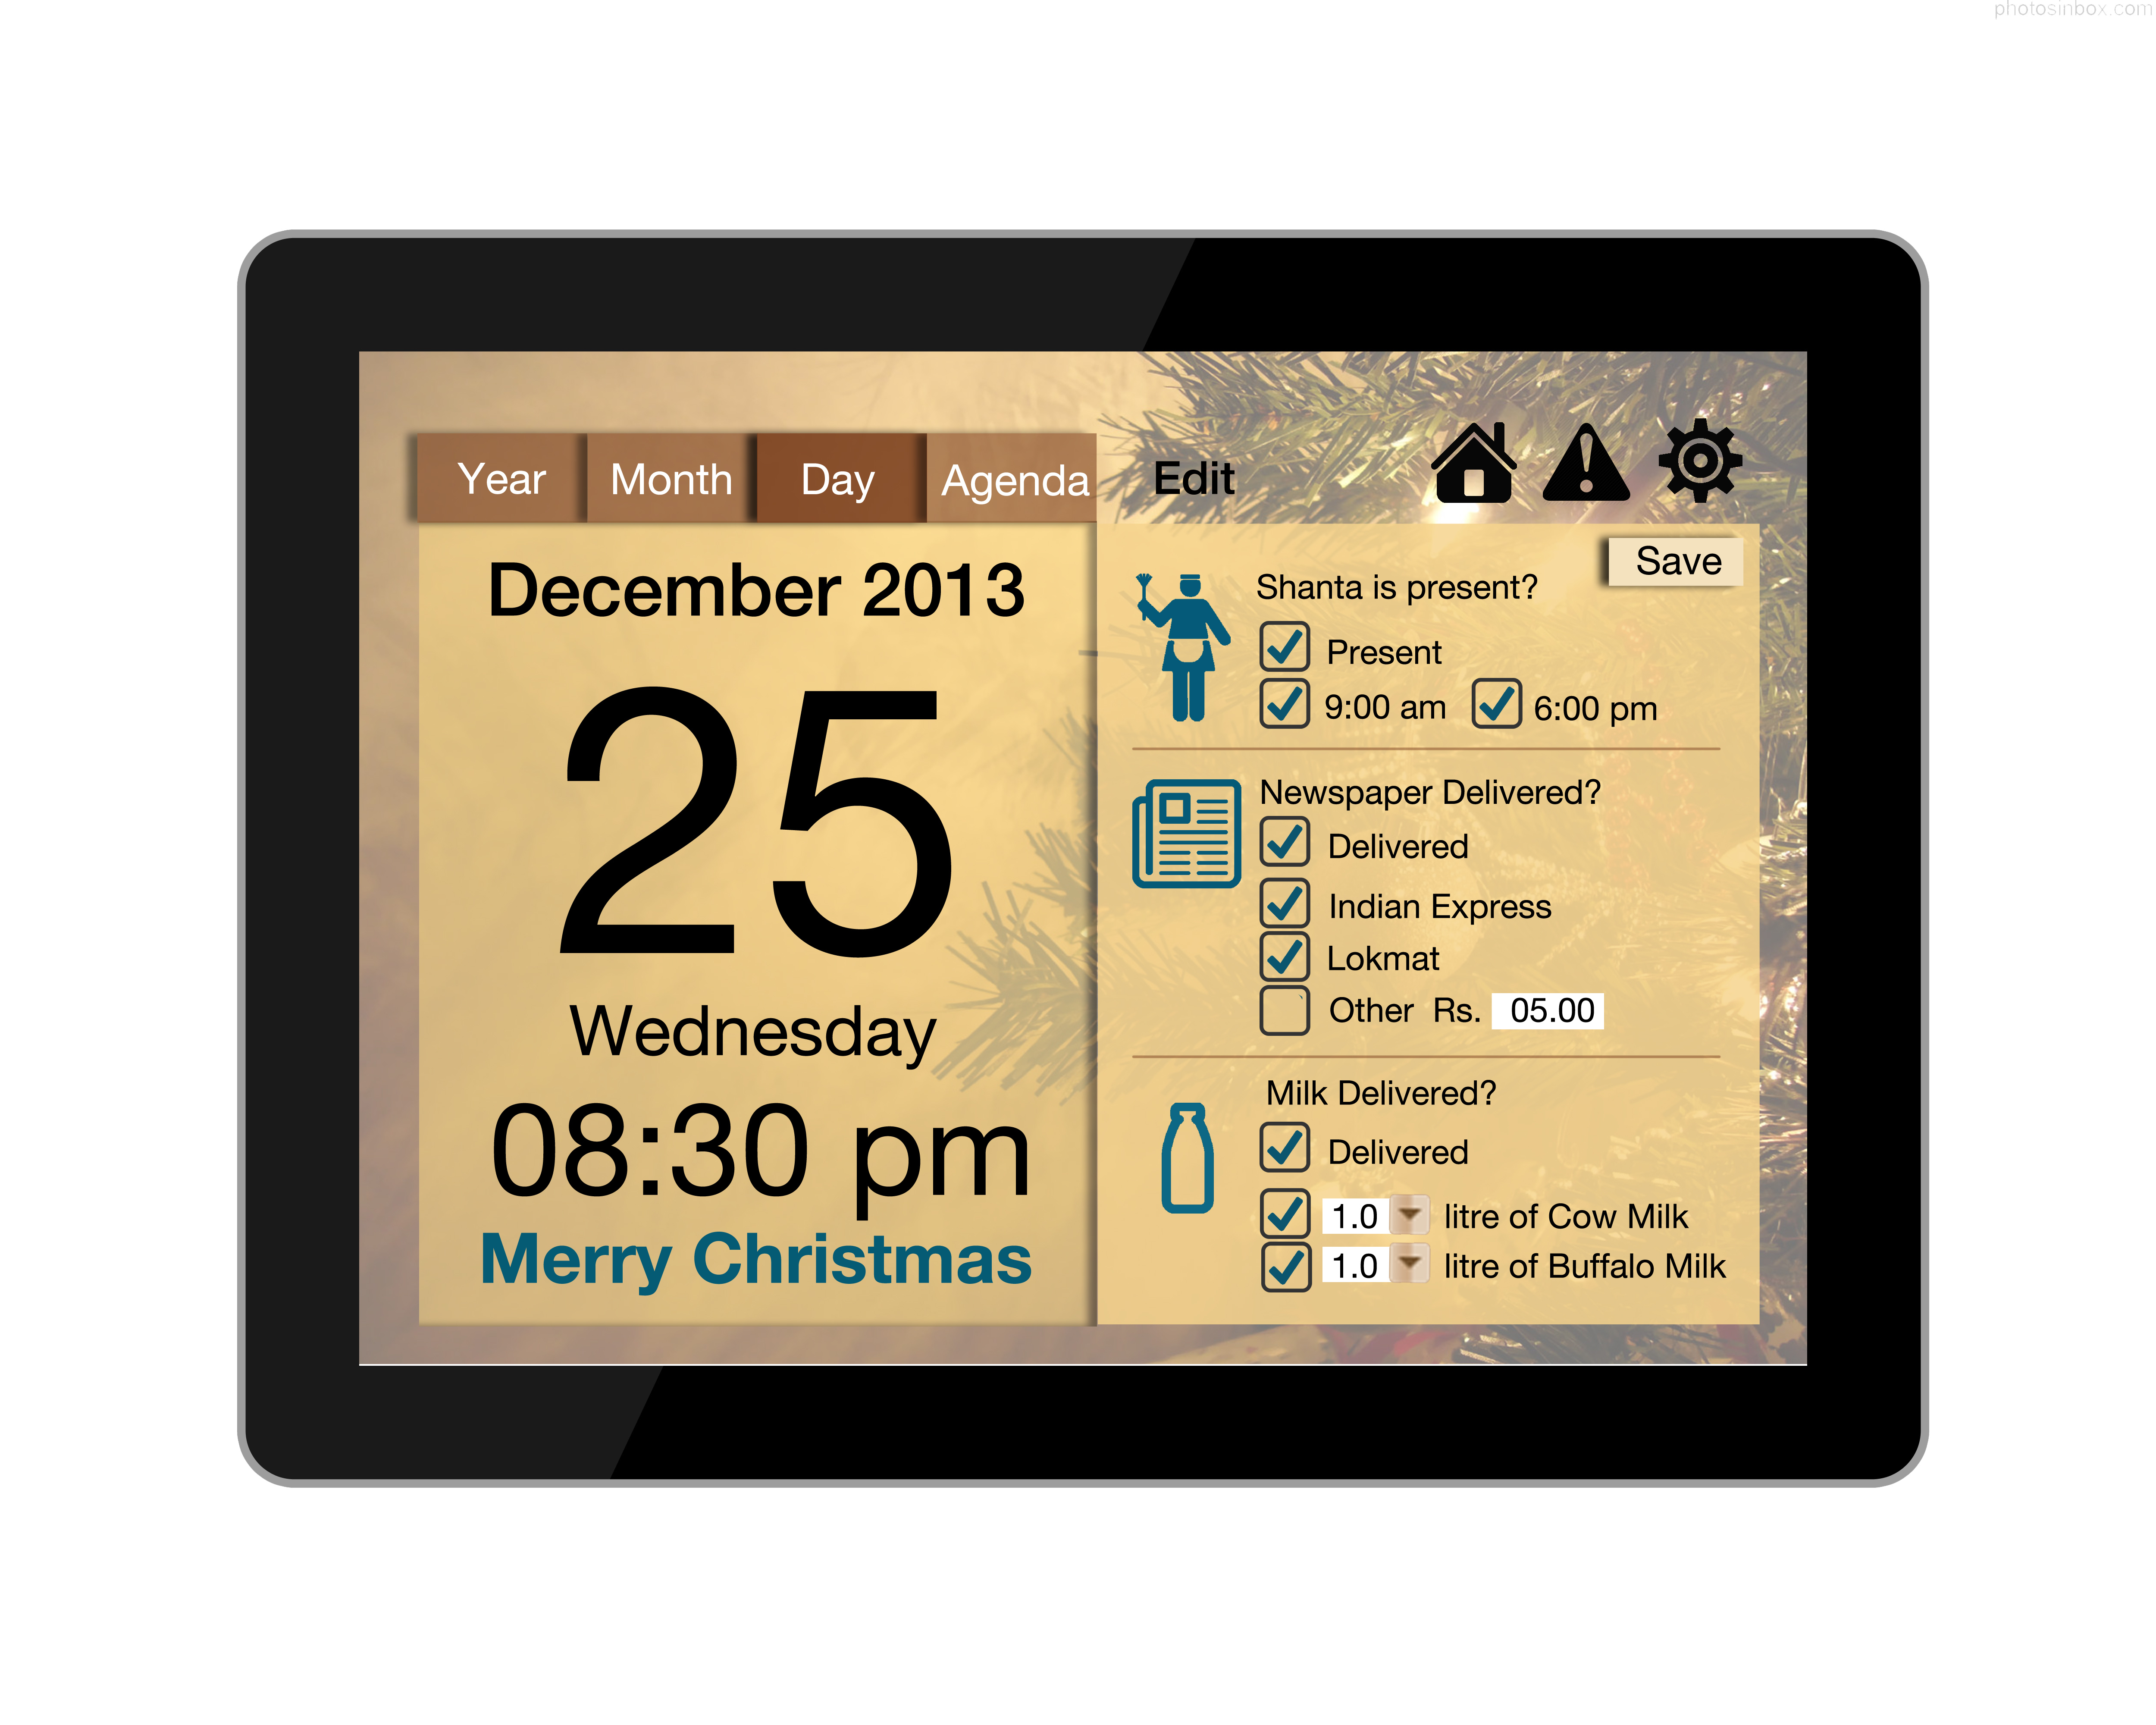 photosinbox.com
Year Month Day Agenda Edit
December 2013
25
Wednesday
08:30 pm
Merry Christmas
Save
Shanta is present?
Present
9:00 am 6:00 pm
Newspaper Delivered?
Delivered
Indian Express
Lokmat
Other Rs. 05.00
Milk Delivered?
Delivered
1.0 litre of Cow Milk
1.0 litre of Buffalo Milk